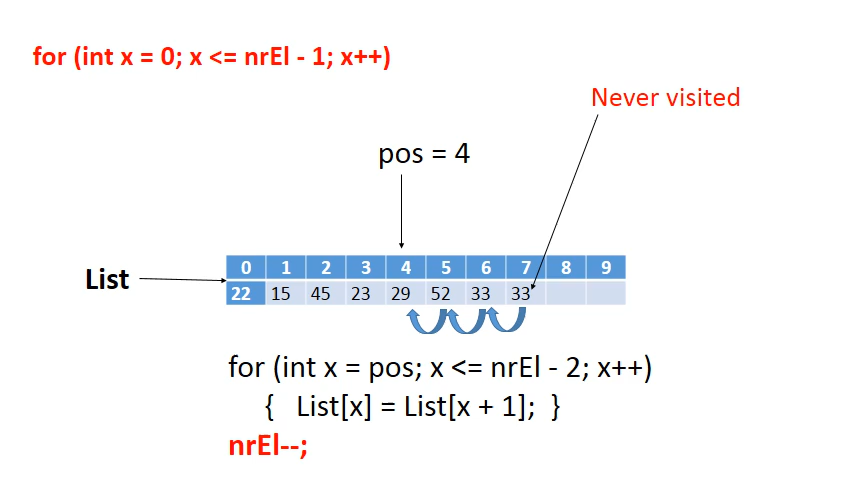 for (int x = 0; x <= nrEl - 1; x++)
Never visited
pos = 4
List
0 1 2 3 4 5 6 7 8 9
22 15 45 23 29 52 33 33
for (int x = pos; x <= nrEl - 2; x++)
{ List[x] = List[x + 1]; }
nrEl--;